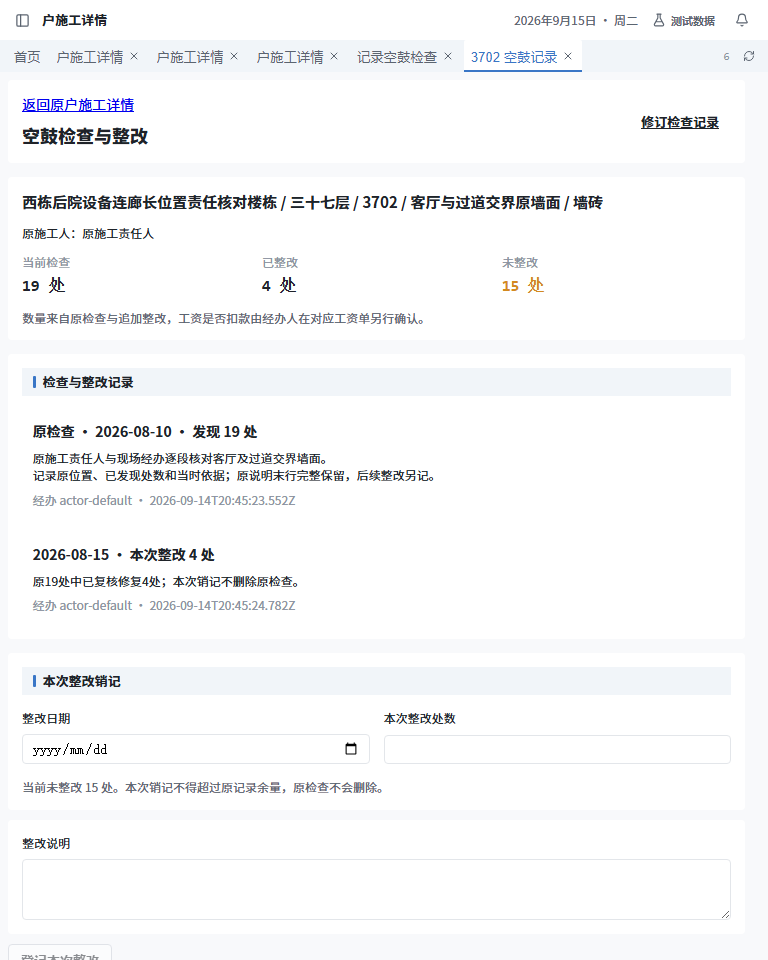 户施工详情
2026年9月15日 • 周二
测试数据
首页
户施工详情
户施工详情
户施工详情
记录空鼓检查
3702 空鼓记录
6
返回原户施工详情
空鼓检查与整改
修订检查记录
西栋后院设备连廊长位置责任核对楼栋 / 三十七层 / 3702 / 客厅与过道交界原墙面 / 墙砖
原施工人：原施工责任人
当前检查
已整改
未整改
19 处
4 处
15 处
数量来自原检查与追加整改，工资是否扣款由经办人在对应工资单另行确认。
检查与整改记录
原检查 • 2026-08-10 • 发现 19 处
原施工责任人与现场经办逐段核对客厅及过道交界墙面。
记录原位置、已发现处数和当时依据；原说明末行完整保留，后续整改另记。
经办 actor-default • 2026-09-14T20:45:23.552Z
2026-08-15 • 本次整改 4 处
原19处中已复核修复4处；本次销记不删除原检查。
经办 actor-default • 2026-09-14T20:45:24.782Z
本次整改销记
整改日期
本次整改处数
yyyy/mm/dd
当前未整改 15 处。本次销记不得超过原记录余量，原检查不会删除。
整改说明
登记本次整改